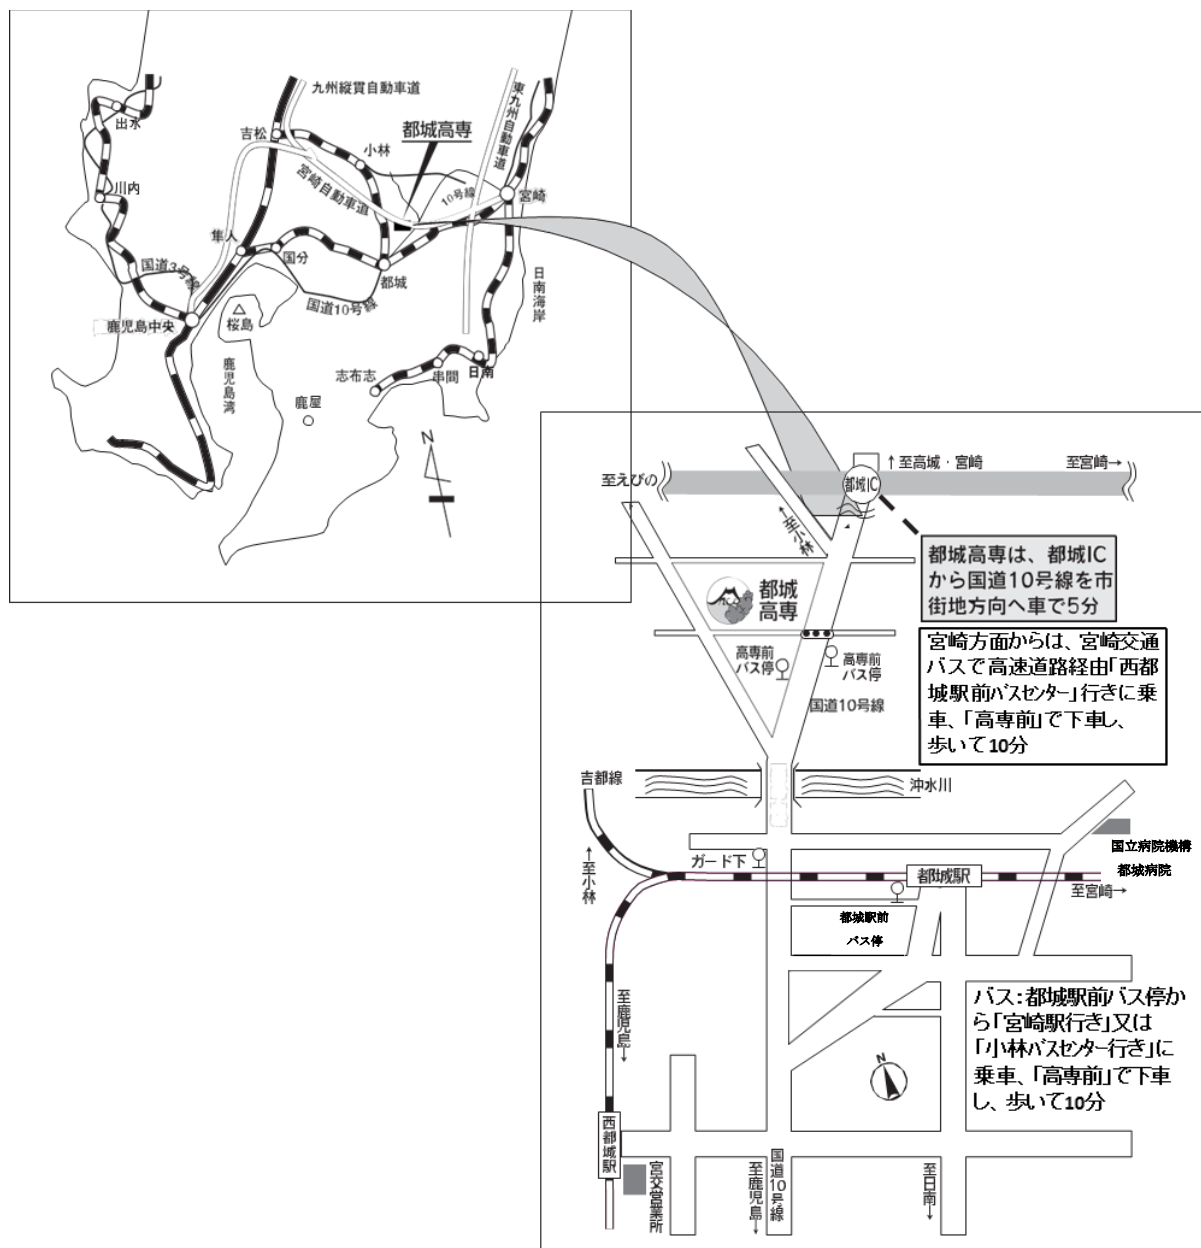 九州縦貫自動車道
東九州自動車道
出水
吉松
都城高専
小林
宮崎自動車道
10号線
川内
宮崎
隼人
国分
国道3号線
都城
日南海岸
国道10号線
鹿児島中央
桜島
鹿児島湾
志布志
串間
日南
鹿屋
N
↑至高城・宮崎
至宮崎→
至えびの
都城IC
↑至小林
都城高専は、都城IC
から国道10号線を市
街地方向へ車で5分
都城
高専
宮崎方面からは、宮崎交通
バスで高速道路経由「西都
城駅前バスセンター」行きに乗
車、「高専前」で下車し、
歩いて10分
高専前
バス停
高専前
バス停
国道10号線
吉都線
沖水川
国立病院機構
都城病院
ガード下
都城駅
↑至小林
至宮崎→
都城駅前
バス停
至鹿児島→
バス:都城駅前バス停か
ら「宮崎駅行き」又は
「小林バスセンター行き」に
乗車、「高専前」で下車
し、歩いて10分
N
西都城駅
宮交営業所
至鹿児島→
国道10号線
至日南→